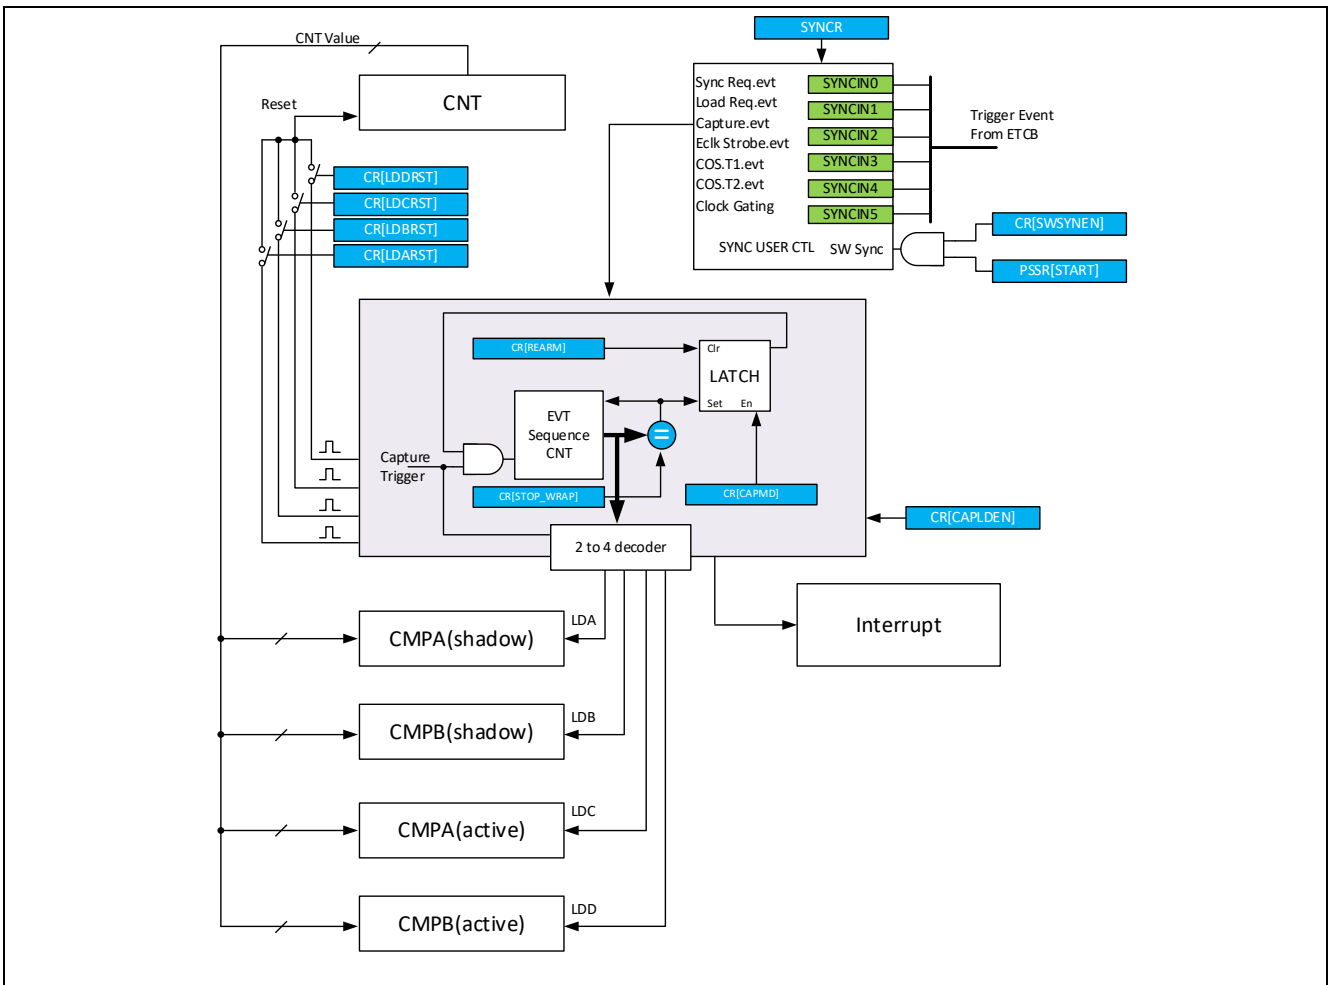 SYNCR
CNT Value
CNT
Reset
Sync Req.evt
Load Req.evt
Capture.evt
Eclk Strobe.evt
COS.T1.evt
COS.T2.evt
Clock Gating
SYNCIN0
SYNCIN1
SYNCIN2
SYNCIN3
SYNCIN4
SYNCIN5
Trigger Event
From ETCB
SYNC USER CTL
SW Sync
CR[SWSYNEN]
PSSR[START]
CR[LDDRST]
CR[LDCRST]
CR[LDBRST]
CR[LDARST]
CR[REARM]
Clr
LATCH
Set
En
EVT
Sequence
CNT
=
Capture
Trigger
CR[STOP_WRAP]
CR[CAPMD]
CR[CAPLDEN]
2 to 4 decoder
LDA
CMPA(shadow)
Interrupt
LDB
CMPB(shadow)
LDC
CMPA(active)
LDD
CMPB(active)